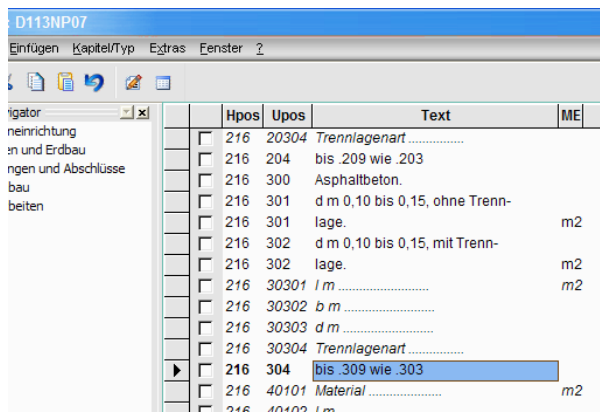 : D113NP07
Einfügen Kapitel/Typ Extras Fenster ?
vigator
neinrichtung
en und Erdbau
ngen und Abschlüsse
bau
beiten
Hpos Upos Text ME
216 20304 Trennlagenart ................
216 204 bis .209 wie .203
216 300 Asphaltbeton.
216 301 d m 0,10 bis 0,15, ohne Trenn-
216 301 lage. m2
216 302 d m 0,10 bis 0,15, mit Trenn-
216 302 lage. m2
216 30301 l m .......................... m2
216 30302 b m ..........................
216 30303 d m ..........................
216 30304 Trennlagenart ................
216 304 bis .309 wie .303
216 40101 Material .................... m2
216 40102 l m